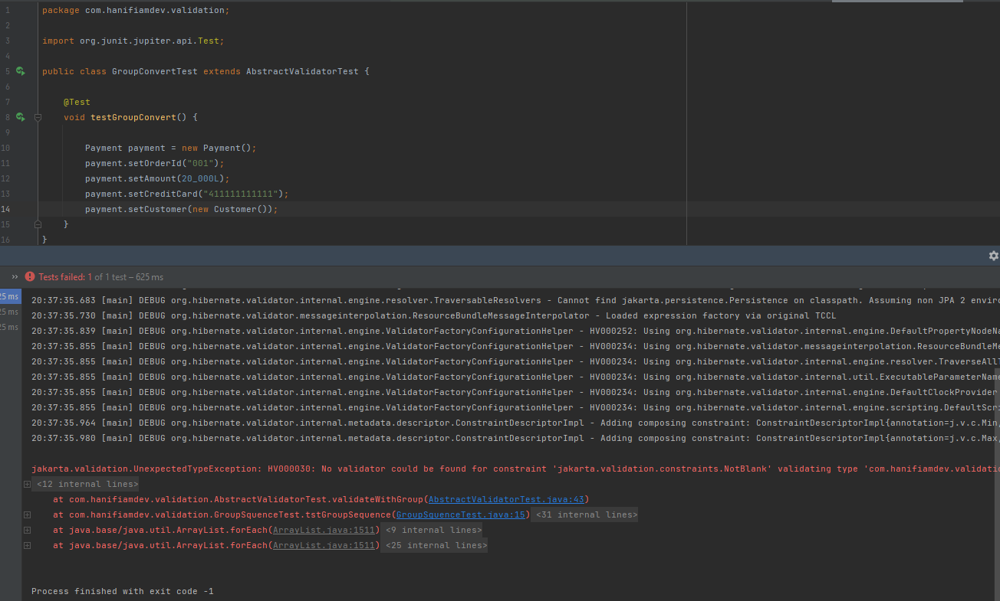 1 package com.hanifiamdev.validation;
2
3 import org.junit.jupiter.api.Test;
4
5 public class GroupConvertTest extends AbstractValidatorTest {
6
7 @Test
8 void testGroupConvert() {
9
10 Payment payment = new Payment();
11 payment.setOrderId("001");
12 payment.setAmount(20_000L);
13 payment.setCreditCard("411111111111");
14 payment.setCustomer(new Customer());
15 }
16 }
» Tests failed: 1 of 1 test – 625 ms
25 ms 20:37:35.683 [main] DEBUG org.hibernate.validator.internal.engine.resolver.TraversableResolvers - Cannot find jakarta.persistence.Persistence on classpath. Assuming non JPA 2 enviro
25 ms 20:37:35.730 [main] DEBUG org.hibernate.validator.messageinterpolation.ResourceBundleMessageInterpolator - Loaded expression factory via original TCCL
25 ms 20:37:35.839 [main] DEBUG org.hibernate.validator.internal.engine.ValidatorFactoryConfigurationHelper - HV000252: Using org.hibernate.validator.internal.engine.DefaultPropertyNodeNa
20:37:35.855 [main] DEBUG org.hibernate.validator.internal.engine.ValidatorFactoryConfigurationHelper - HV000234: Using org.hibernate.validator.messageinterpolation.ResourceBundleMe
20:37:35.855 [main] DEBUG org.hibernate.validator.internal.engine.ValidatorFactoryConfigurationHelper - HV000234: Using org.hibernate.validator.internal.engine.resolver.TraverseAll
20:37:35.855 [main] DEBUG org.hibernate.validator.internal.engine.ValidatorFactoryConfigurationHelper - HV000234: Using org.hibernate.validator.internal.util.ExecutableParameterName
20:37:35.855 [main] DEBUG org.hibernate.validator.internal.engine.ValidatorFactoryConfigurationHelper - HV000234: Using org.hibernate.validator.internal.engine.DefaultClockProvider
20:37:35.855 [main] DEBUG org.hibernate.validator.internal.engine.ValidatorFactoryConfigurationHelper - HV000234: Using org.hibernate.validator.internal.engine.scripting.DefaultScri
20:37:35.964 [main] DEBUG org.hibernate.validator.internal.metadata.descriptor.ConstraintDescriptorImpl - Adding composing constraint: ConstraintDescriptorImpl{annotation=j.v.c.Min,
20:37:35.980 [main] DEBUG org.hibernate.validator.internal.metadata.descriptor.ConstraintDescriptorImpl - Adding composing constraint: ConstraintDescriptorImpl{annotation=j.v.c.Max,
jakarta.validation.UnexpectedTypeException: HV000030: No validator could be found for constraint 'jakarta.validation.constraints.NotBlank' validating type 'com.hanifiamdev.validatio
<12 internal lines>
at com.hanifiamdev.validation.AbstractValidatorTest.validateWithGroup(AbstractValidatorTest.java:43)
at com.hanifiamdev.validation.GroupSquenceTest.tstGroupSequence(GroupSquenceTest.java:15) <31 internal lines>
at java.base/java.util.ArrayList.forEach(ArrayList.java:1511) <9 internal lines>
at java.base/java.util.ArrayList.forEach(ArrayList.java:1511) <25 internal lines>
Process finished with exit code -1